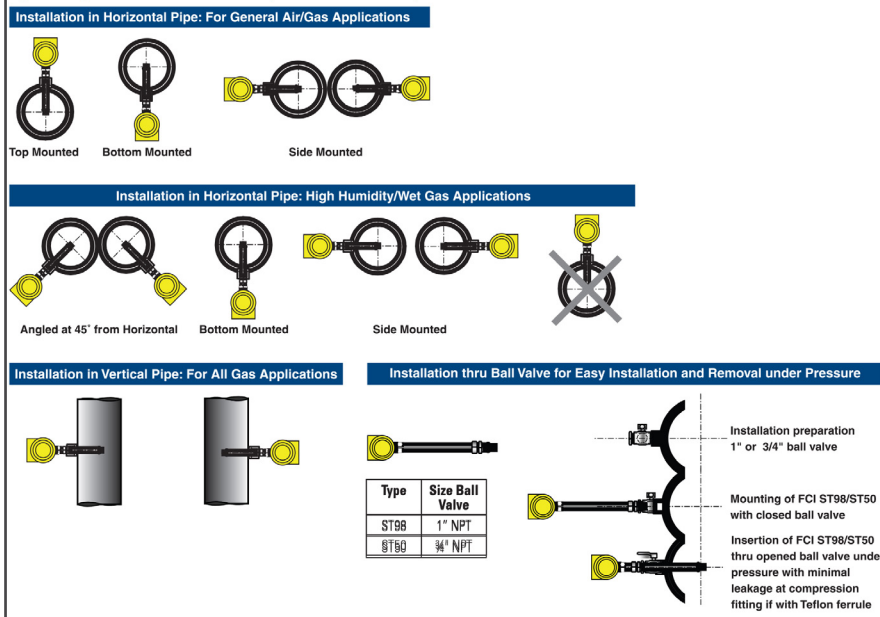 Installation in Horizontal Pipe: For General Air/Gas Applications
Top Mounted
Bottom Mounted
Side Mounted
Installation in Horizontal Pipe: High Humidity/Wet Gas Applications
Angled at 45˚ from Horizontal
Bottom Mounted
Side Mounted
Installation in Vertical Pipe: For All Gas Applications
Installation thru Ball Valve for Easy Installation and Removal under Pressure
Type
Size Ball
Valve
ST98
1" NPT
ST50
¾" NPT
Installation preparation
1" or 3/4" ball valve
Mounting of FCI ST98/ST50
with closed ball valve
Insertion of FCI ST98/ST50
thru opened ball valve unde
pressure with minimal
leakage at compression
fitting if with Teflon ferrule